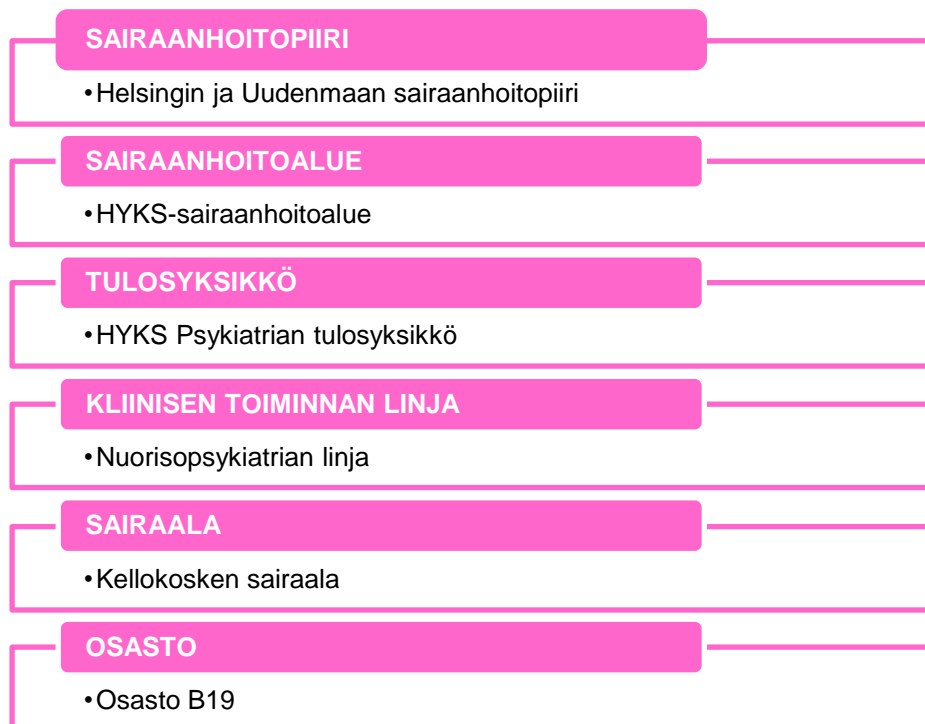 SAIRAANHOITOPIIRI
•Helsingin ja Uudenmaan sairaanhoitopiiri
SAIRAANHOITOALUE
•HYKS-sairaanhoitoalue
TULOSYKSIKKÖ
•HYKS Psykiatrian tulosyksikkö
KLIINISEN TOIMINNAN LINJA
•Nuorisopsykiatrian linja
SAIRAALA
•Kellokosken sairaala
OSASTO
•Osasto B19